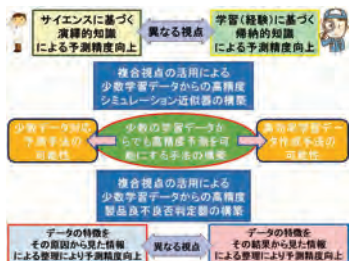 サイエンスに基づく
演繹的知識
による予測精度向上
異なる視点
学習(経験)に基づく
帰納的知識
による予測精度向上
複合視点の活用による
少数学習データからの高精度
シミュレーション近似器の構築
少数データ対応
予測手法の
可能性
少数の学習データか
らでも高精度予測を可
能にする手法の構築
高効率学習デー
タ作成手法の
可能性
複合視点の活用による
少数学習データからの高精度
製品良不良否判定器の構築
データの特徴を
その原因から見た情報
による整理により予測精度向上
異なる視点
データの特徴を
その結果から見た情報
による整理により予測精度向上